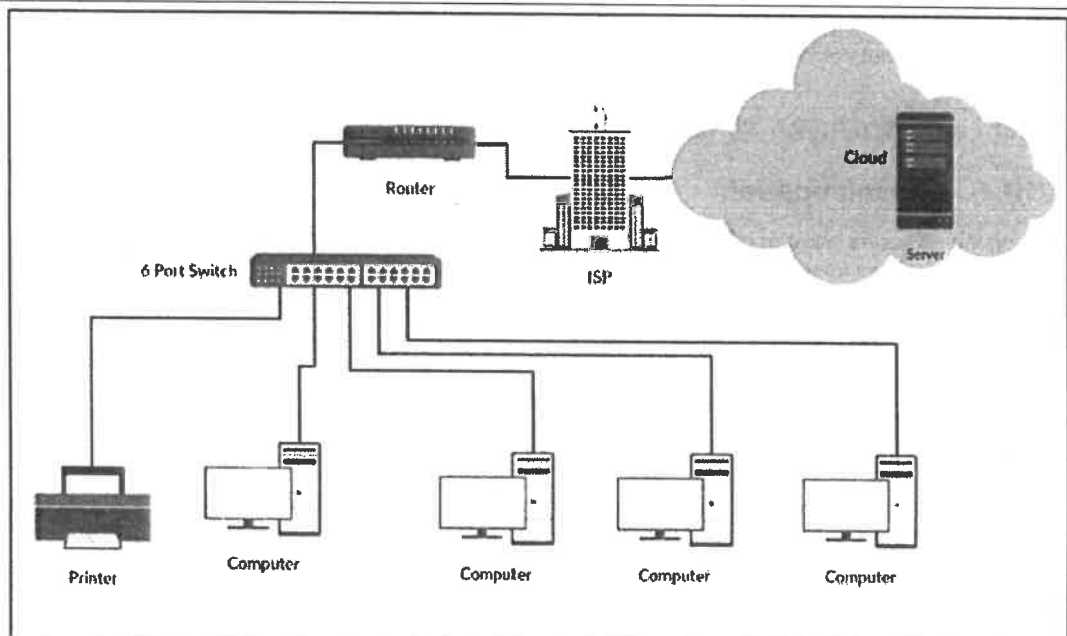 Router
Cloud
Server
ISP
6 Port Switch
Printer
Computer
Computer
Computer
Computer